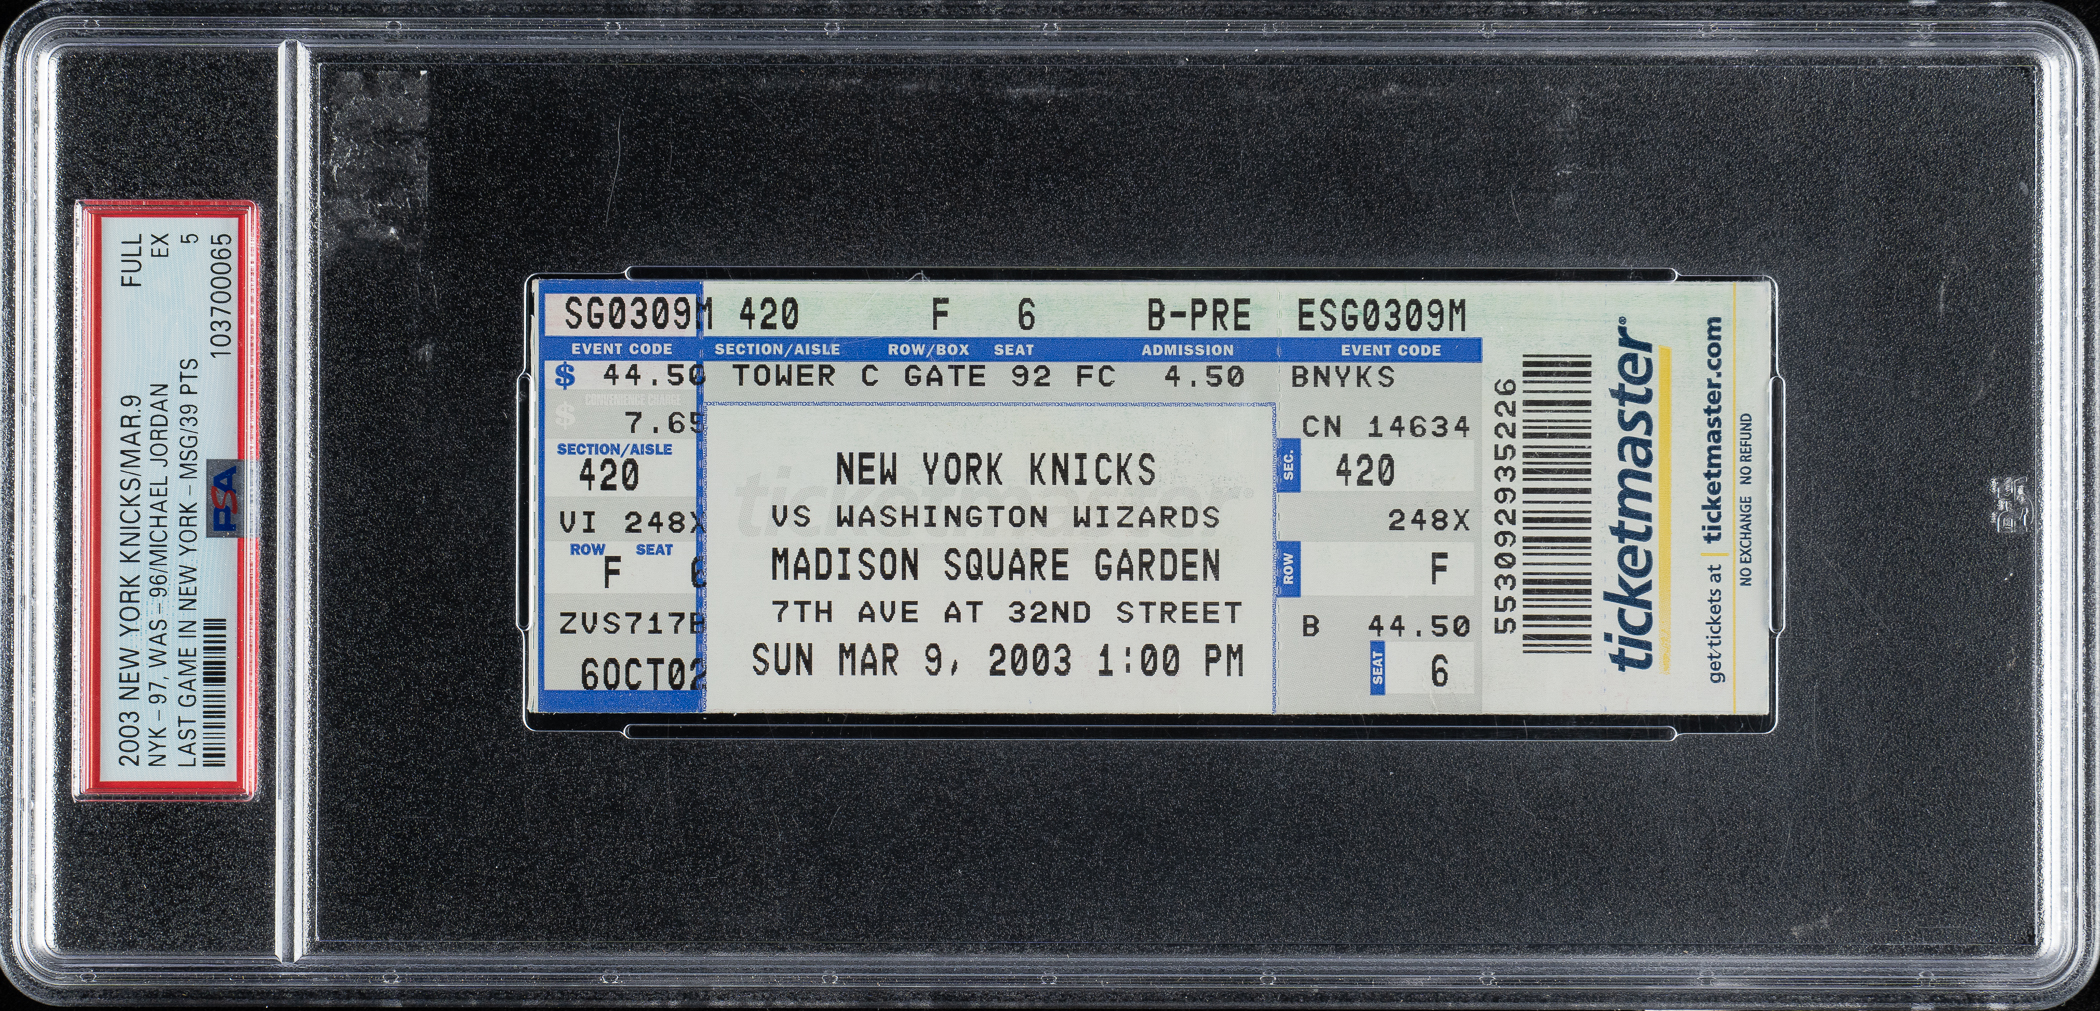 2003 NEW YORK KNICKS/MAR.9 FULL
NYK - 97, WAS - 96/MICHAEL JORDAN EX
LAST GAME IN NEW YORK - MSG/39 PTS 5
103700065
PSA
SG0309M 420 F 6 B-PRE ESG0309M
EVENT CODE SECTION/AISLE ROW/BOX SEAT ADMISSION EVENT CODE
$ 44.50 TOWER C GATE 92 FC 4.50 BNYKS
CONVENIENCE CHARGE
$ 7.65
SECTION/AISLE
420
VI 248X
ROW SEAT
F 6
ZVS717B
6OCT02
ticketmaster
NEW YORK KNICKS
VS WASHINGTON WIZARDS
MADISON SQUARE GARDEN
7TH AVE AT 32ND STREET
SUN MAR 9, 2003 1:00 PM
CN 14634
SEC. 420
248X
ROW F
B 44.50
SEAT 6
553092935226
ticketmaster®
get tickets at | ticketmaster.com
NO EXCHANGE NO REFUND